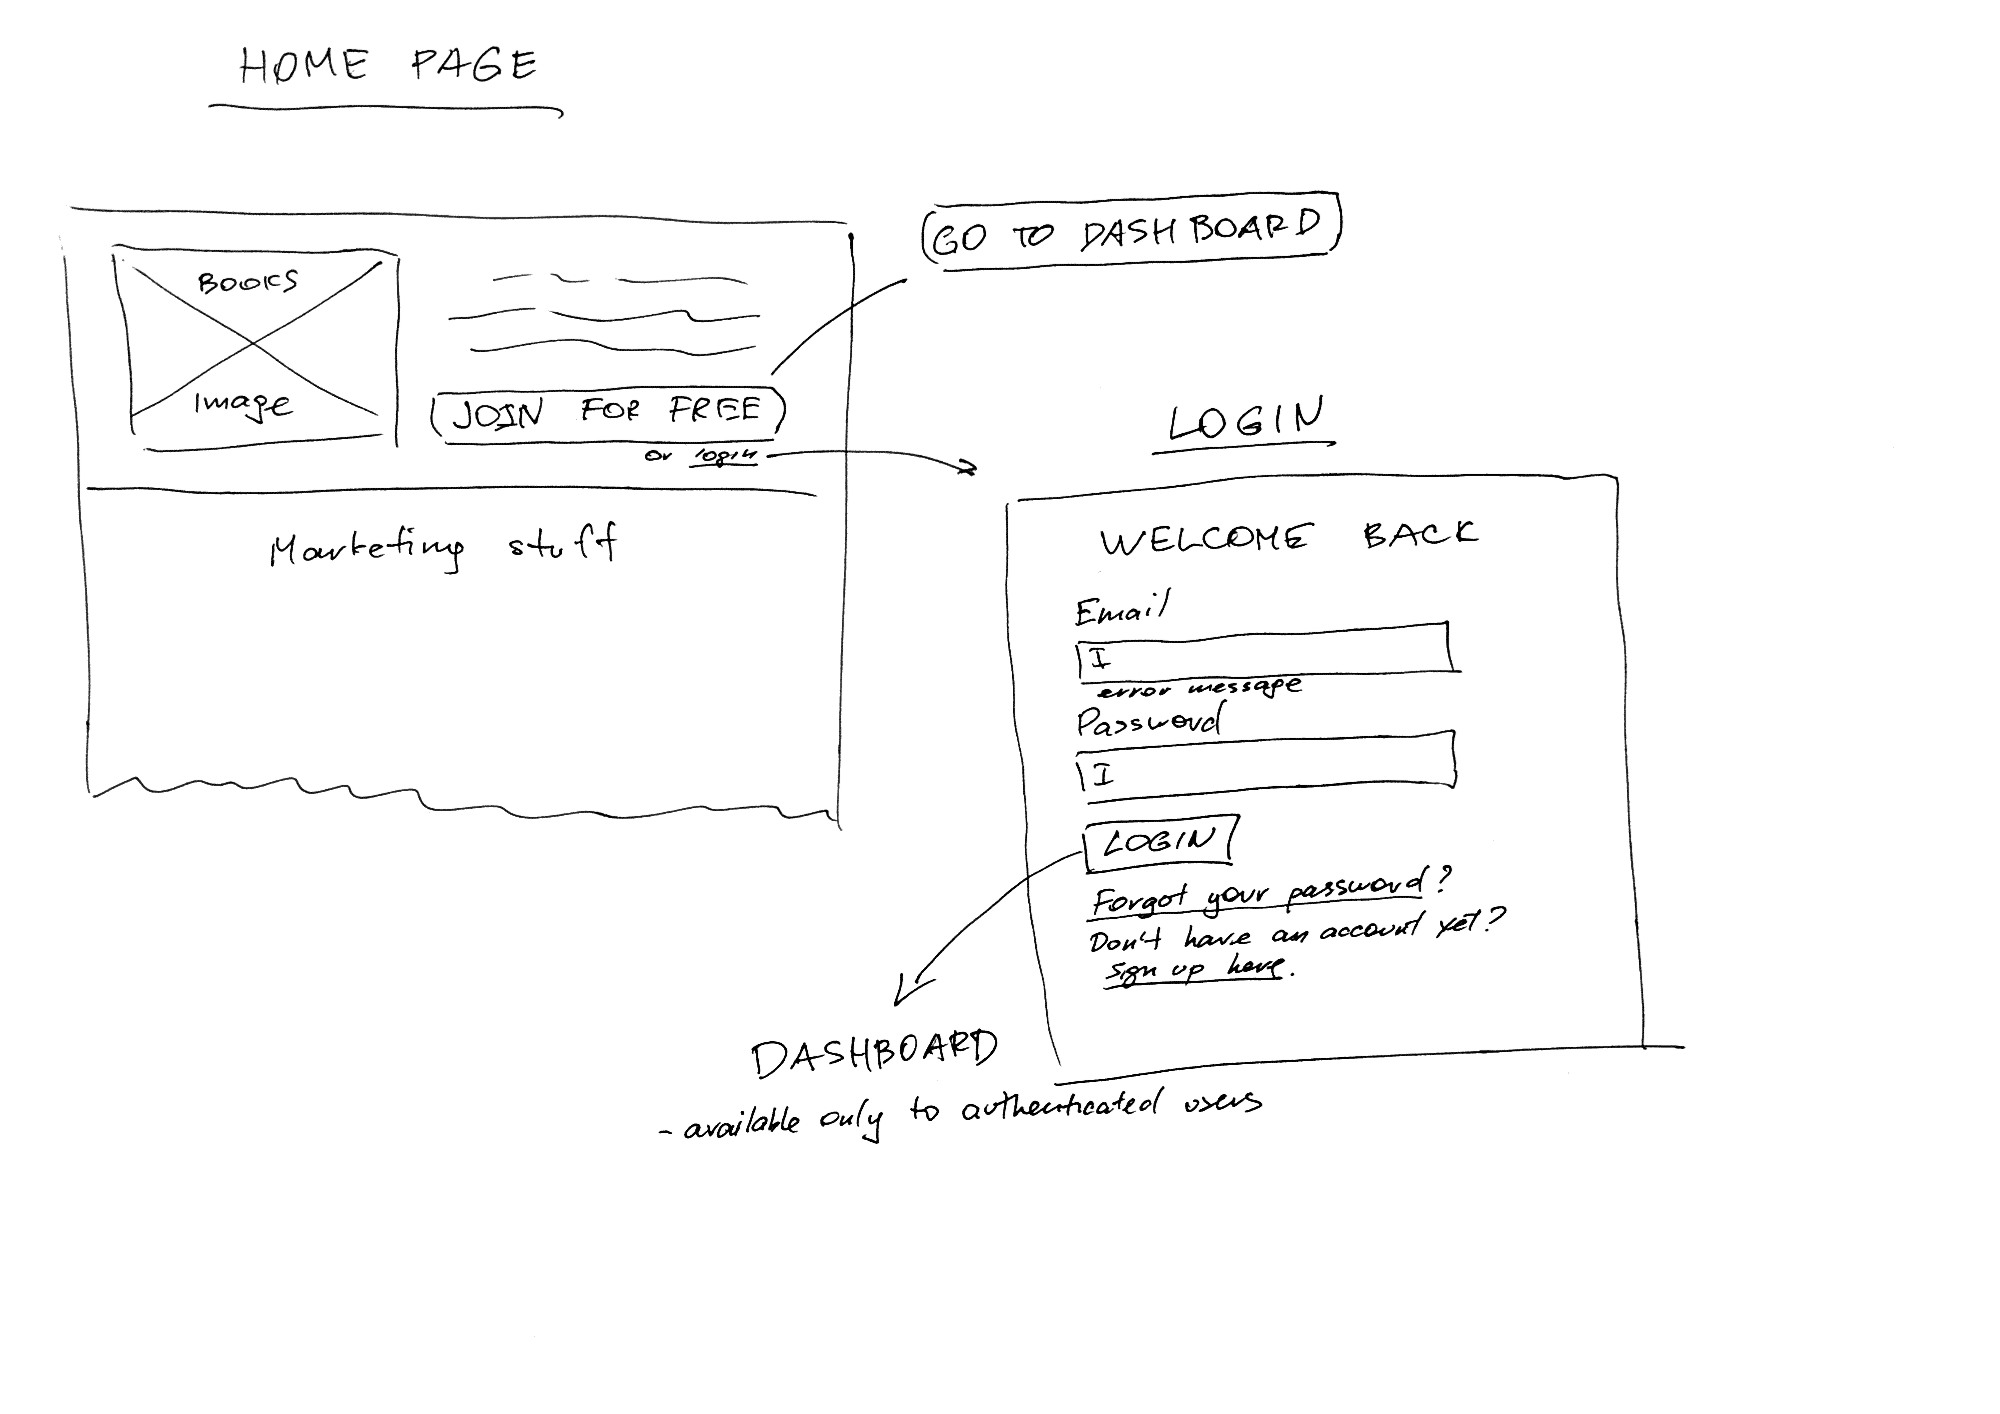 HOME PAGE
GO TO DASHBOARD
BOOKS
Image
JOIN FOR FREE
or login
Marketing stuff
LOGIN
WELCOME BACK
Email
I
error message
Password
I
LOGIN
Forgot your password?
Don't have an account yet?
sign up here.
DASHBOARD
- available only to authenticated users